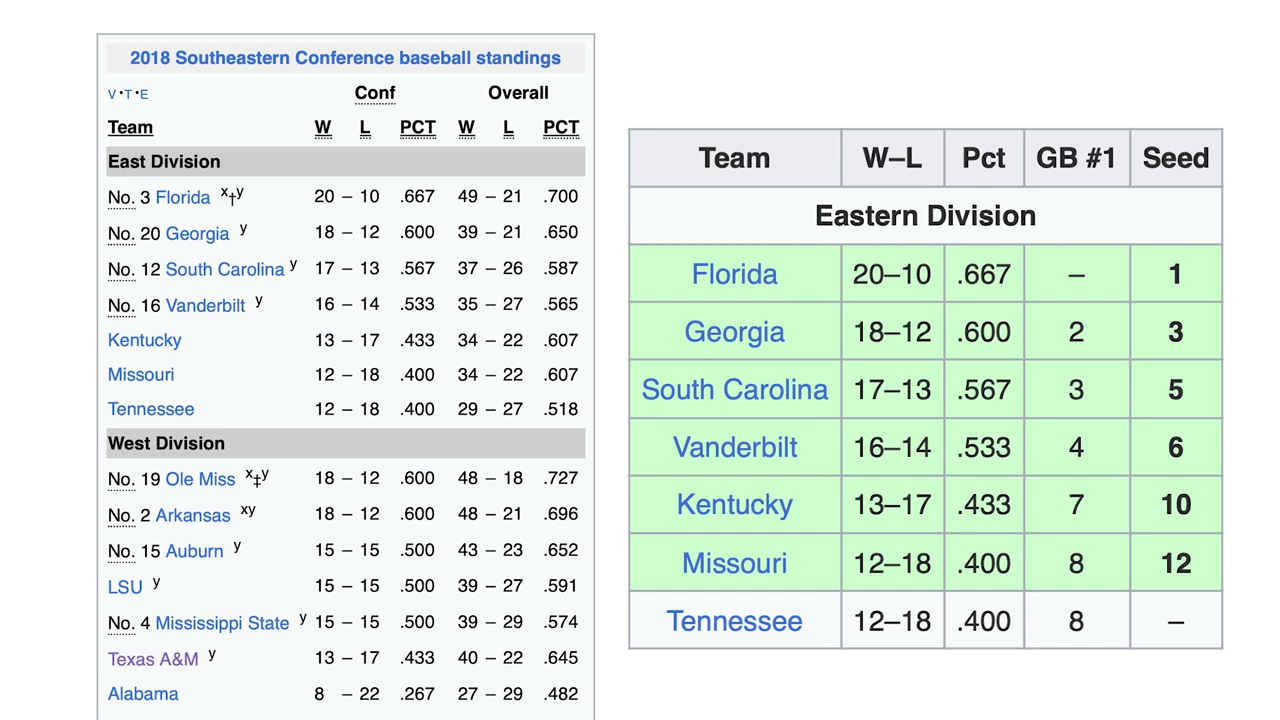 2018 Southeastern Conference baseball standings
V·T·E Conf Overall
Team W L PCT W L PCT
East Division
No. 3 Florida x†y 20 – 10 .667 49 – 21 .700
No. 20 Georgia y 18 – 12 .600 39 – 21 .650
No. 12 South Carolina y 17 – 13 .567 37 – 26 .587
No. 16 Vanderbilt y 16 – 14 .533 35 – 27 .565
Kentucky 13 – 17 .433 34 – 22 .607
Missouri 12 – 18 .400 34 – 22 .607
Tennessee 12 – 18 .400 29 – 27 .518
West Division
No. 19 Ole Miss x‡y 18 – 12 .600 48 – 18 .727
No. 2 Arkansas xy 18 – 12 .600 48 – 21 .696
No. 15 Auburn y 15 – 15 .500 43 – 23 .652
LSU y 15 – 15 .500 39 – 27 .591
No. 4 Mississippi State y 15 – 15 .500 39 – 29 .574
Texas A&M y 13 – 17 .433 40 – 22 .645
Alabama 8 – 22 .267 27 – 29 .482
Team W–L Pct GB #1 Seed
Eastern Division
Florida 20–10 .667 – 1
Georgia 18–12 .600 2 3
South Carolina 17–13 .567 3 5
Vanderbilt 16–14 .533 4 6
Kentucky 13–17 .433 7 10
Missouri 12–18 .400 8 12
Tennessee 12–18 .400 8 –